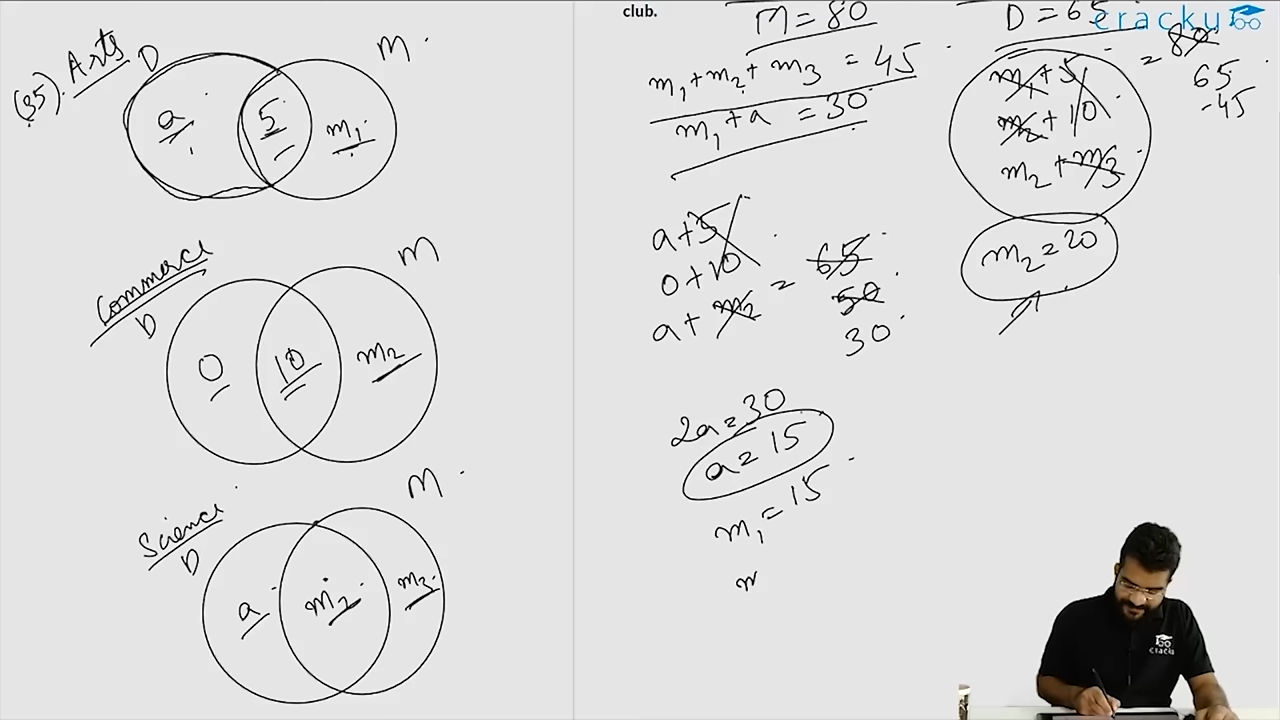 (35). Arts
D
M.
a
5
m₁
Commerce
D
M
0
10
m₂
Science
D
M
a
m₂
m₃
club.
M = 80
m₁ + m₂ + m₃ = 45
m₁ + a = 30
D = 65
cracku
m₁ + 5
m₂ + 10
m₂ + m₃
= 80
65
-45
m₂ = 20
a + 5
0 + 10
a + m₂
= 65
50
30
2a = 30
a = 15
m₁ = 15
m
cracku